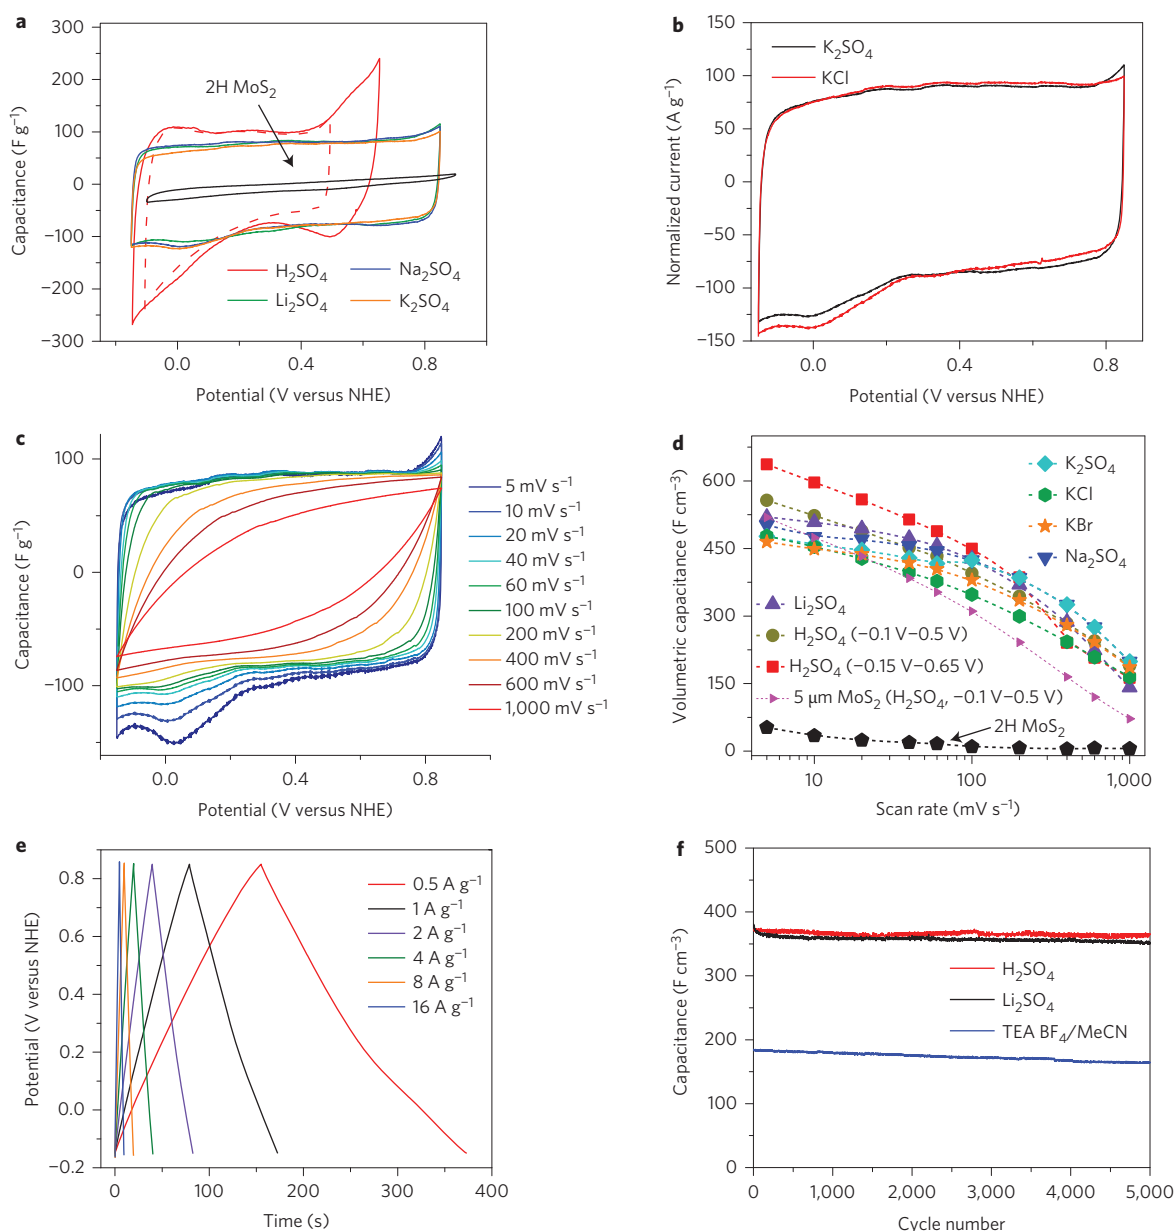 a
300
200
100
0
−100
−200
−300
Capacitance (F g⁻¹)
2H MoS₂
H₂SO₄
Li₂SO₄
Na₂SO₄
K₂SO₄
0.0
0.4
0.8
Potential (V versus NHE)
b
150
100
50
0
−50
−100
−150
Normalized current (A g⁻¹)
K₂SO₄
KCl
0.0
0.4
0.8
Potential (V versus NHE)
c
100
0
−100
Capacitance (F g⁻¹)
5 mV s⁻¹
10 mV s⁻¹
20 mV s⁻¹
40 mV s⁻¹
60 mV s⁻¹
100 mV s⁻¹
200 mV s⁻¹
400 mV s⁻¹
600 mV s⁻¹
1,000 mV s⁻¹
0.0
0.4
0.8
Potential (V versus NHE)
d
600
450
300
150
0
Volumetric capacitance (F cm⁻³)
K₂SO₄
KCl
KBr
Na₂SO₄
Li₂SO₄
H₂SO₄ (−0.1 V−0.5 V)
H₂SO₄ (−0.15 V−0.65 V)
5 μm MoS₂ (H₂SO₄, −0.1 V−0.5 V)
2H MoS₂
10
100
1,000
Scan rate (mV s⁻¹)
e
0.8
0.6
0.4
0.2
0.0
−0.2
Potential (V versus NHE)
0.5 A g⁻¹
1 A g⁻¹
2 A g⁻¹
4 A g⁻¹
8 A g⁻¹
16 A g⁻¹
0
100
200
300
400
Time (s)
f
500
400
300
200
100
0
Capacitance (F cm⁻³)
H₂SO₄
Li₂SO₄
TEA BF₄/MeCN
0
1,000
2,000
3,000
4,000
5,000
Cycle number